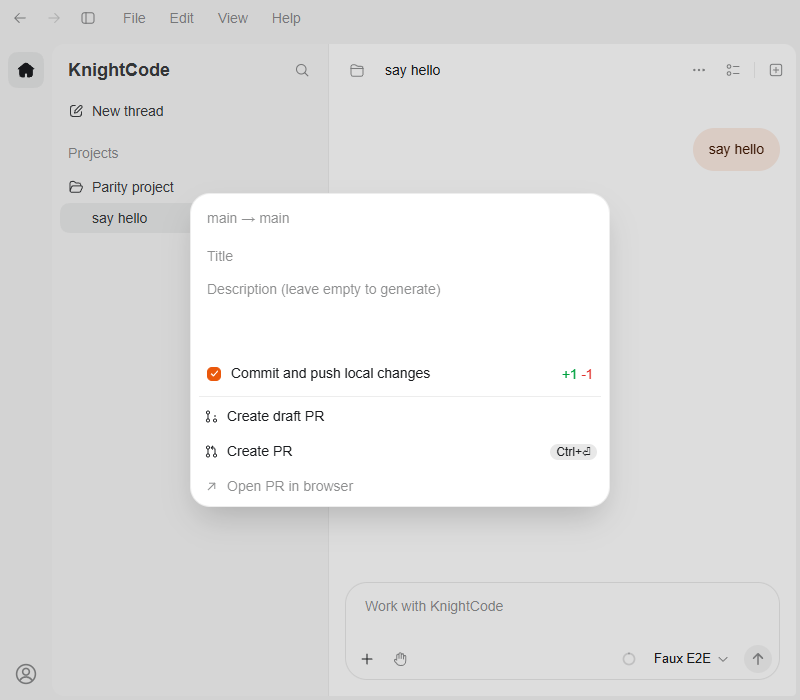 File Edit View Help
KnightCode
New thread
Projects
Parity project
say hello
say hello
say hello
main → main
Title
Description (leave empty to generate)
Commit and push local changes +1 -1
Create draft PR
Create PR Ctrl+⏎
Open PR in browser
Work with KnightCode
Faux E2E